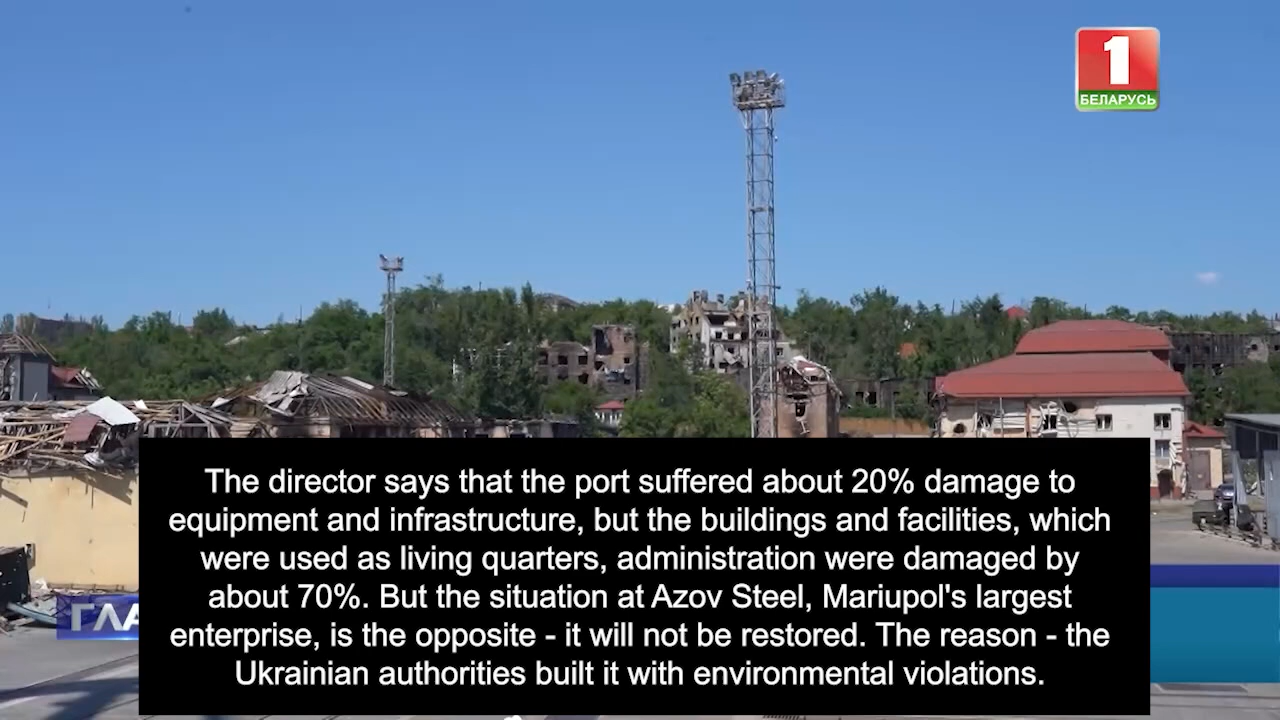 1
БЕЛАРУСЬ
The director says that the port suffered about 20% damage to
equipment and infrastructure, but the buildings and facilities, which
were used as living quarters, administration were damaged by
about 70%. But the situation at Azov Steel, Mariupol's largest
enterprise, is the opposite - it will not be restored. The reason - the
Ukrainian authorities built it with environmental violations.
ГЛА